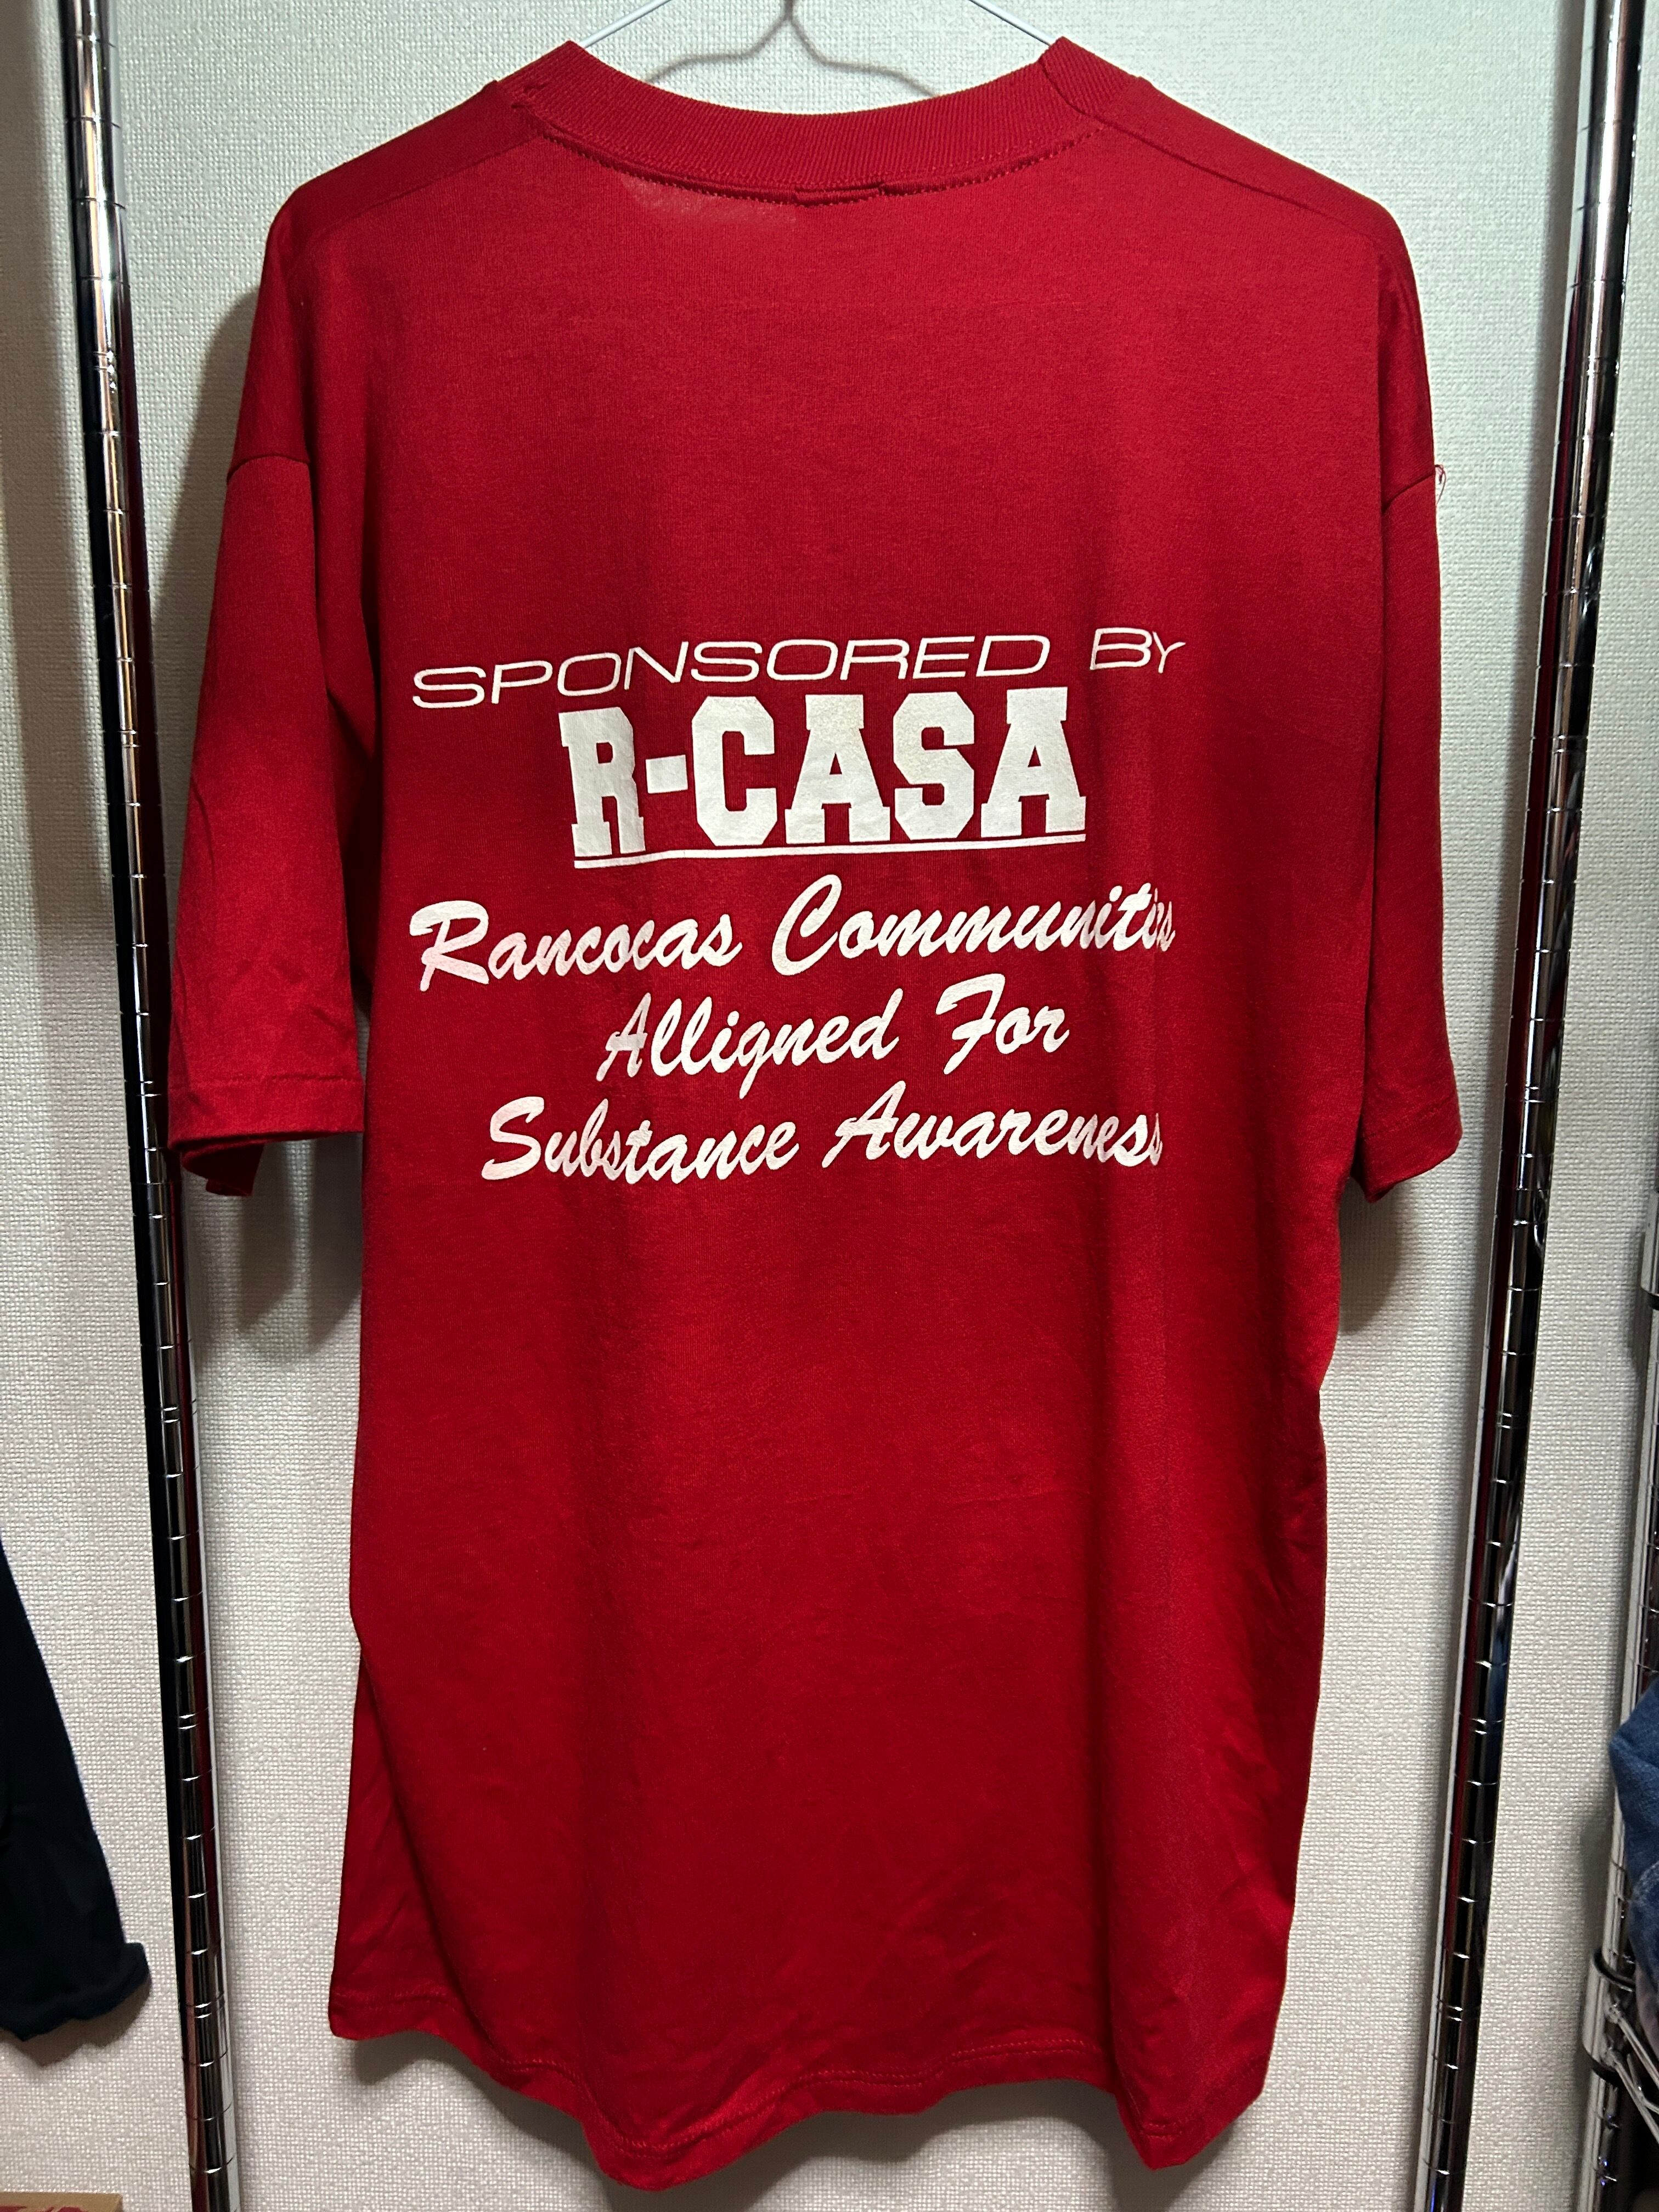 SPONSORED BY
R-CASA
Rancocas Communities
Alligned For
Substance Awareness